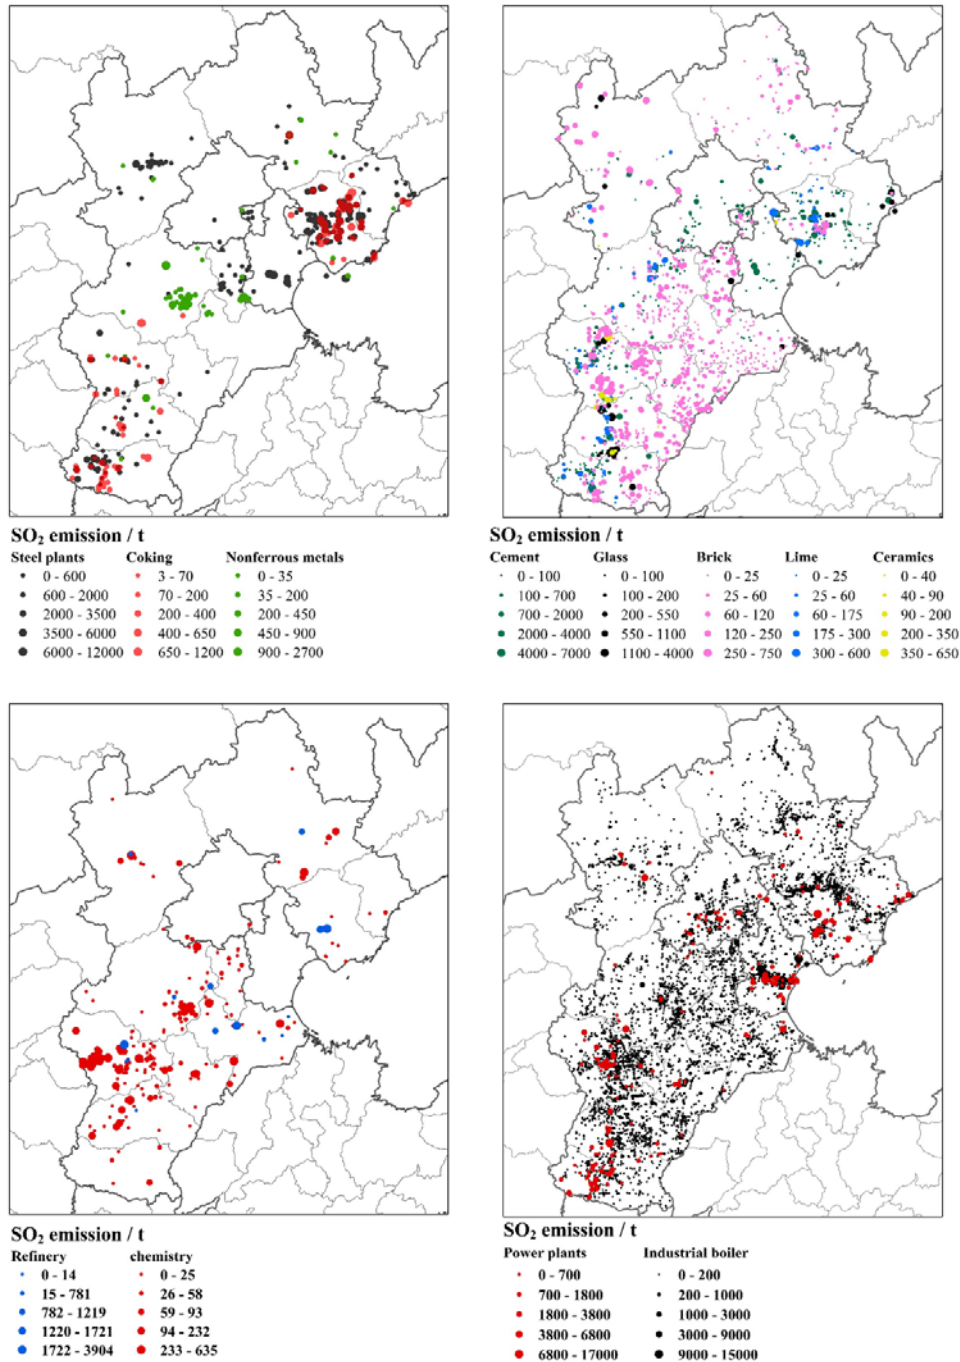 SO₂ emission / t
Steel plants Coking Nonferrous metals
0 - 600 3 - 70 0 - 35
600 - 2000 70 - 200 35 - 200
2000 - 3500 200 - 400 200 - 450
3500 - 6000 400 - 650 450 - 900
6000 - 12000 650 - 1200 900 - 2700
SO₂ emission / t
Cement Glass Brick Lime Ceramics
0 - 100 0 - 100 0 - 25 0 - 25 0 - 40
100 - 700 100 - 200 25 - 60 25 - 60 40 - 90
700 - 2000 200 - 550 60 - 120 60 - 175 90 - 200
2000 - 4000 550 - 1100 120 - 250 175 - 300 200 - 350
4000 - 7000 1100 - 4000 250 - 750 300 - 600 350 - 650
SO₂ emission / t
Refinery chemistry
0 - 14 0 - 25
15 - 781 26 - 58
782 - 1219 59 - 93
1220 - 1721 94 - 232
1722 - 3904 233 - 635
SO₂ emission / t
Power plants Industrial boiler
0 - 700 0 - 200
700 - 1800 200 - 1000
1800 - 3800 1000 - 3000
3800 - 6800 3000 - 9000
6800 - 17000 9000 - 15000